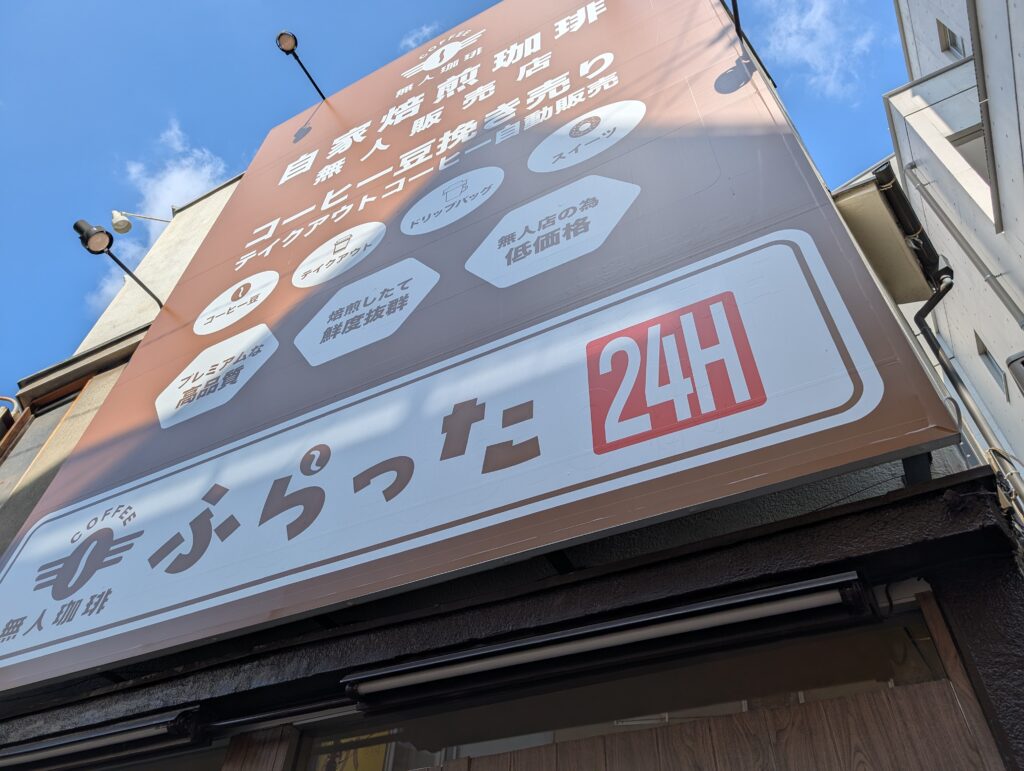 COFFEE
無人珈琲
自家焙煎珈琲
無人販売店
コーヒー豆挽き売り
テイクアウトコーヒー自動販売
コーヒー豆
テイクアウト
ドリップバッグ
スイーツ
プレミアムな
高品質
焙煎したて
鮮度抜群
無人店の為
低価格
COFFEE
無人珈琲
ふらった
24H